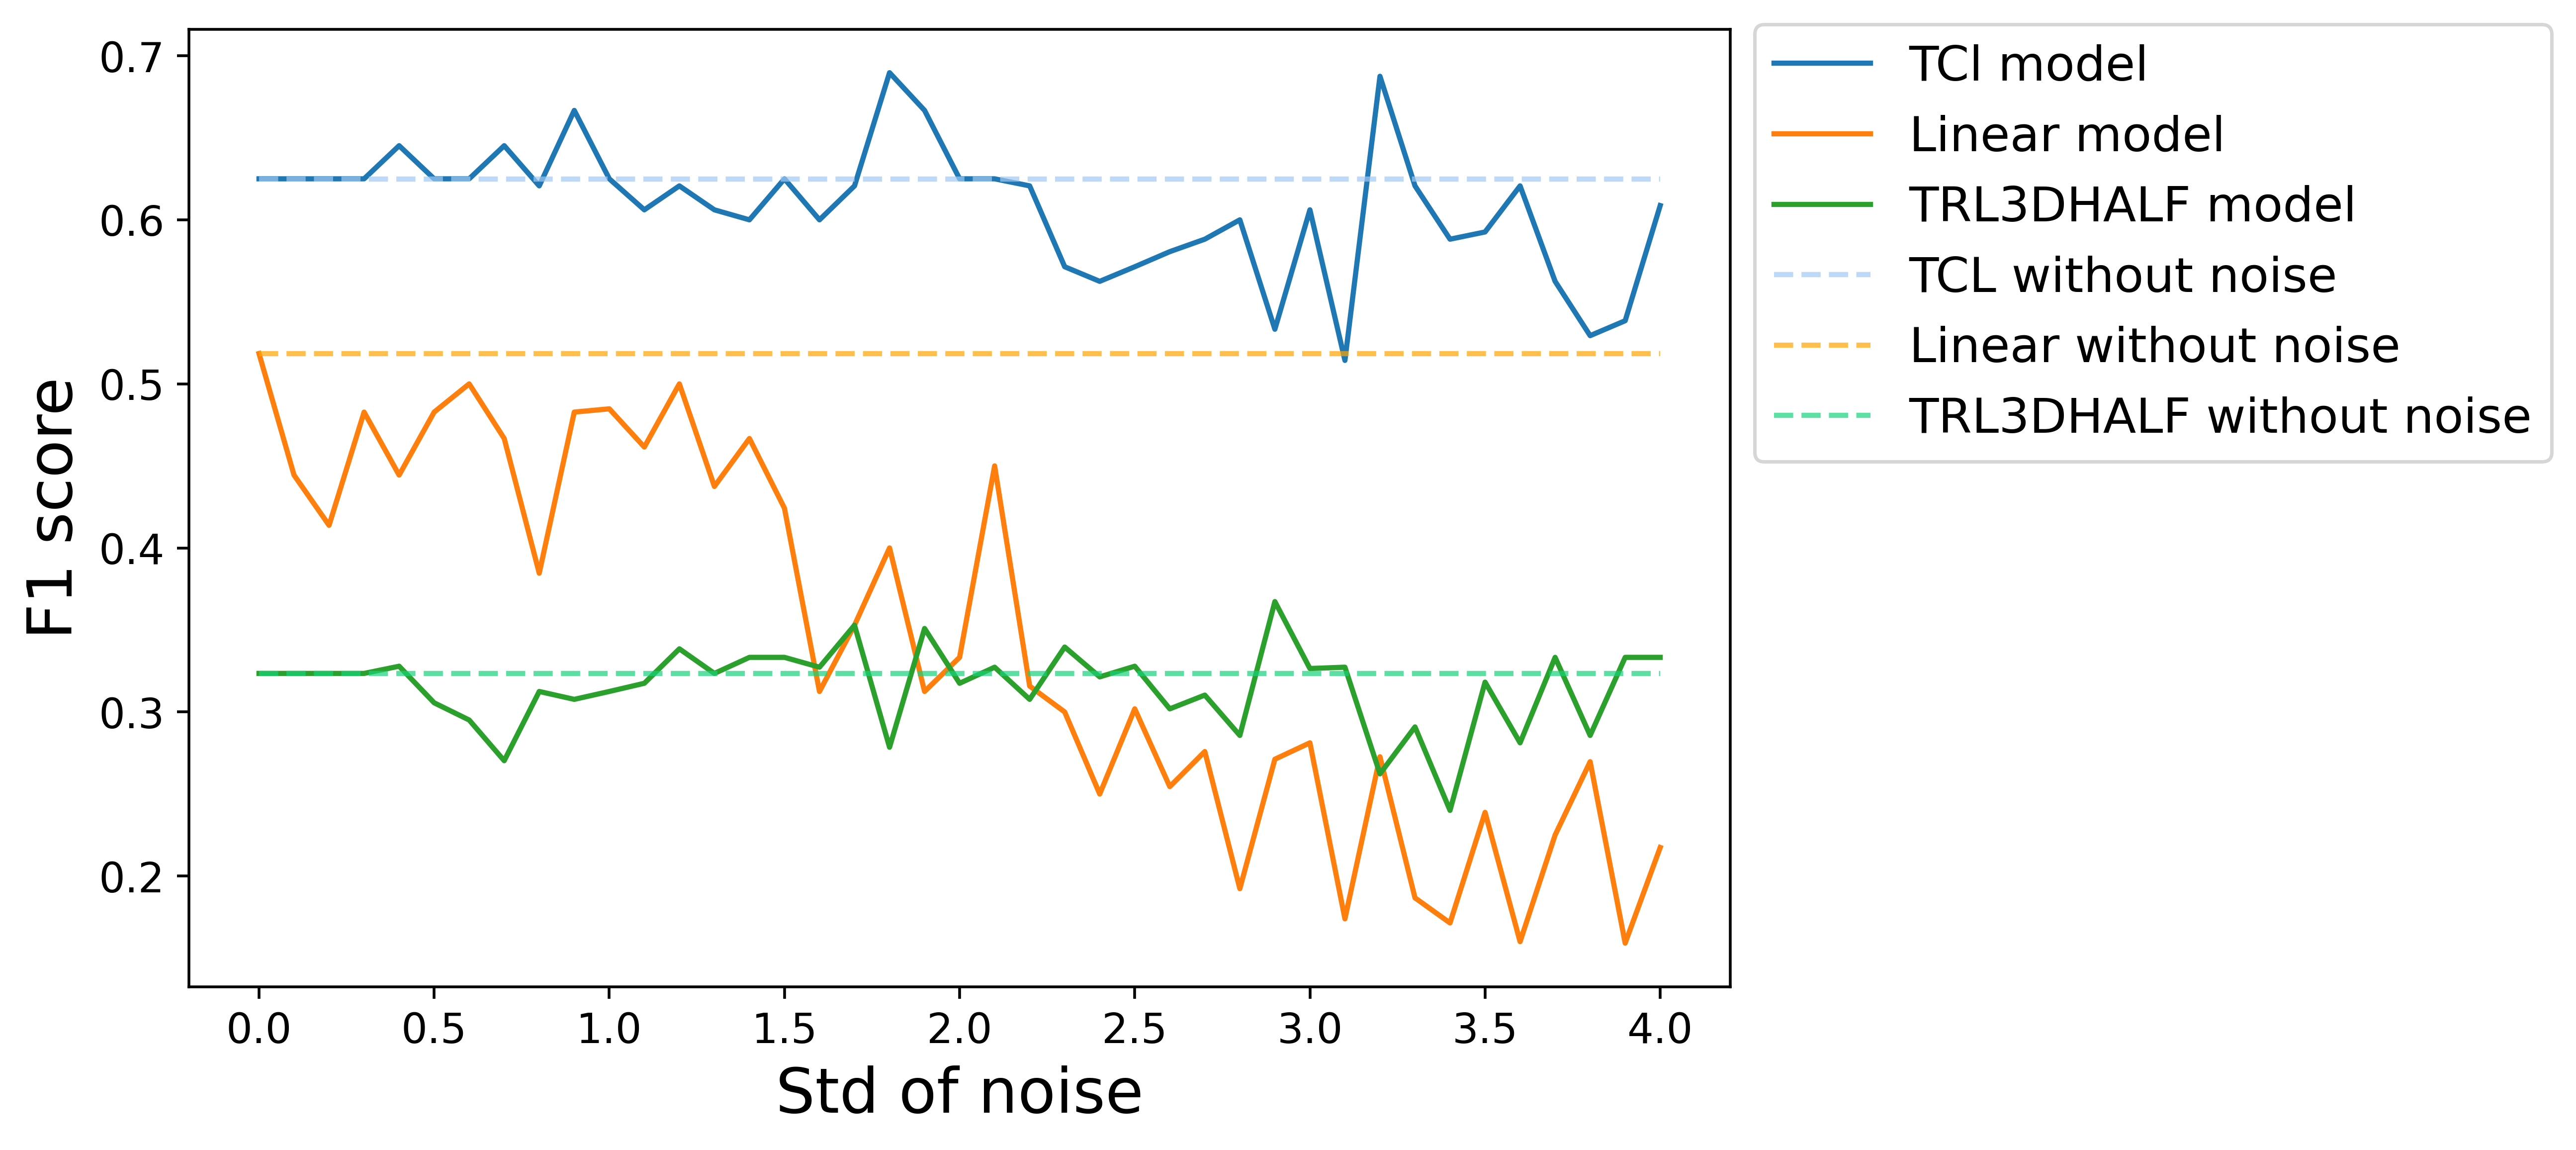 0.7
0.6
0.5
0.4
0.3
0.2
F1 score
0.0 0.5 1.0 1.5 2.0 2.5 3.0 3.5 4.0
Std of noise
TCl model
Linear model
TRL3DHALF model
TCL without noise
Linear without noise
TRL3DHALF without noise